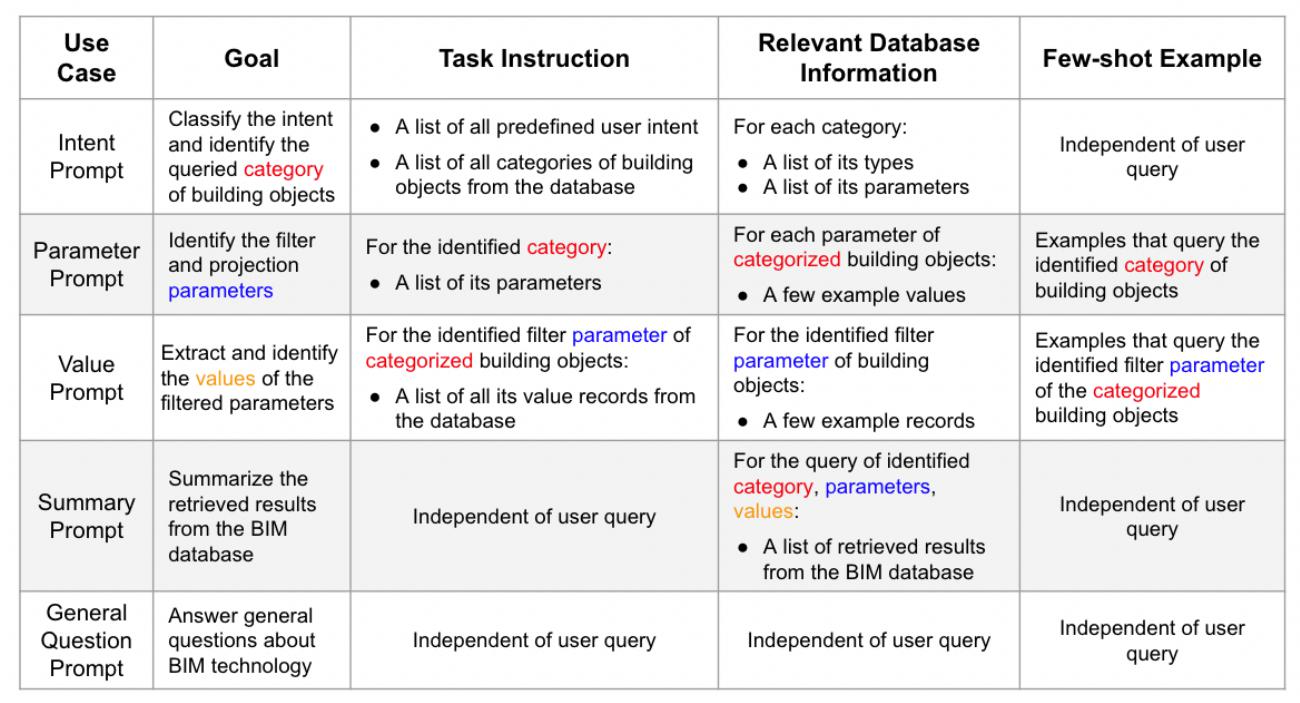 Use
Case
Goal
Task Instruction
Relevant Database
Information
Few-shot Example
Intent
Prompt
Classify the intent
and identify the
queried category
of building objects
● A list of all predefined user intent
● A list of all categories of building
objects from the database
For each category:
● A list of its types
● A list of its parameters
Independent of user
query
Parameter
Prompt
Identify the filter
and projection
parameters
For the identified category:
● A list of its parameters
For each parameter of
categorized building objects:
● A few example values
Examples that query the
identified category of
building objects
Value
Prompt
Extract and identify
the values of the
filtered parameters
For the identified filter parameter of
categorized building objects:
● A list of all its value records from
the database
For the identified filter
parameter of building
objects:
● A few example records
Examples that query the
identified filter parameter
of the categorized
building objects
Summary
Prompt
Summarize the
retrieved results
from the BIM
database
Independent of user query
For the query of identified
category, parameters,
values:
● A list of retrieved results
from the BIM database
Independent of user
query
General
Question
Prompt
Answer general
questions about
BIM technology
Independent of user query
Independent of user query
Independent of user
query